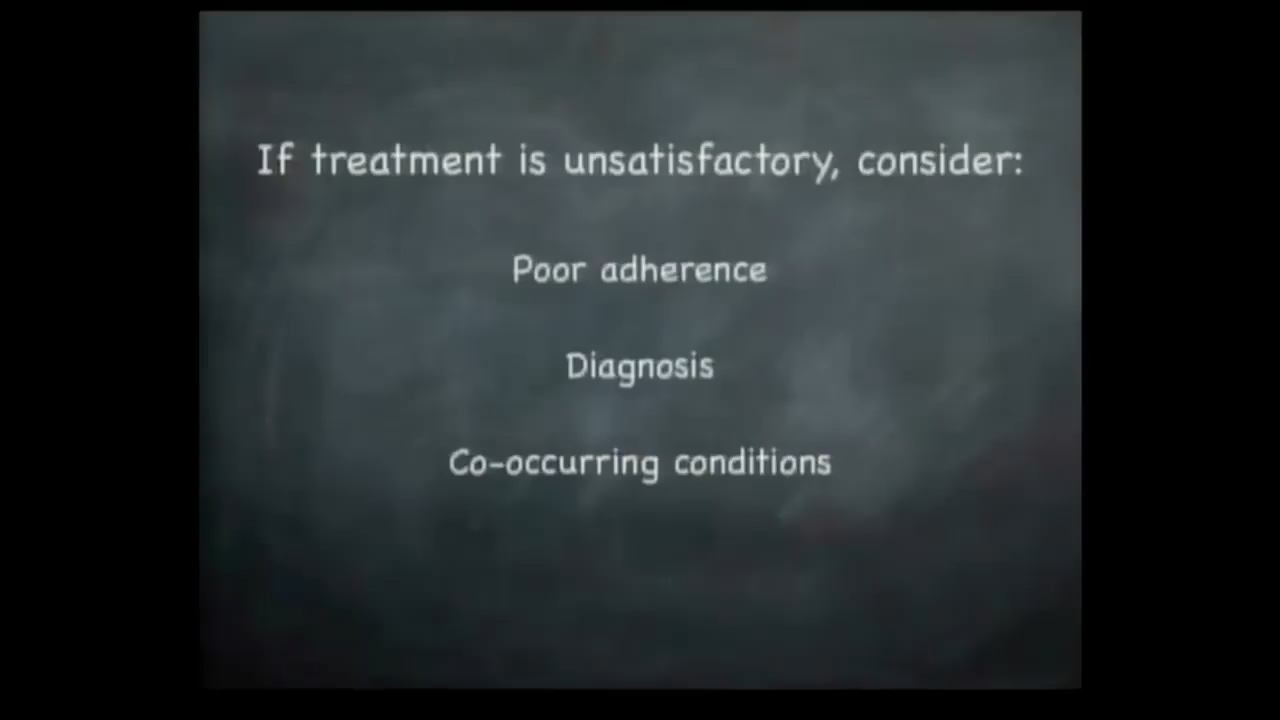 If treatment is unsatisfactory, consider:
Poor adherence
Diagnosis
Co-occurring conditions